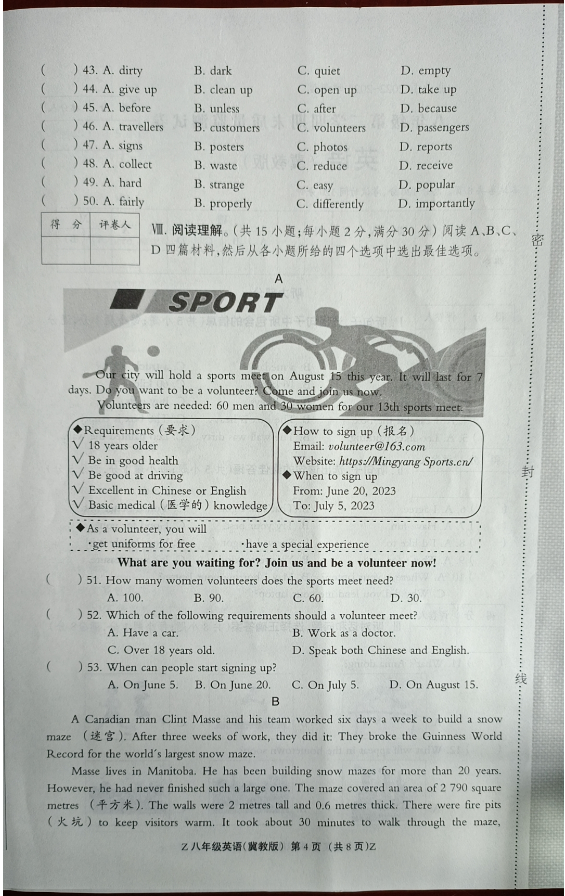 ( ) 43. A. dirty B. dark C. quiet D. empty
( ) 44. A. give up B. clean up C. open up D. take up
( ) 45. A. before B. unless C. after D. because
( ) 46. A. travellers B. customers C. volunteers D. passengers
( ) 47. A. signs B. posters C. photos D. reports
( ) 48. A. collect B. waste C. reduce D. receive
( ) 49. A. hard B. strange C. easy D. popular
( ) 50. A. fairly B. properly C. differently D. importantly
得 分 评卷人
Ⅷ. 阅读理解。(共 15 小题;每小题 2 分,满分 30 分) 阅读 A、B、C、
D 四篇材料,然后从各小题所给的四个选项中选出最佳选项。
密
A
SPORT
Our city will hold a sports meet on August 15 this year. It will last for 7
days. Do you want to be a volunteer? Come and join us now.
Volunteers are needed: 60 men and 30 women for our 13th sports meet.
◆Requirements (要求)
√ 18 years older
√ Be in good health
√ Be good at driving
√ Excellent in Chinese or English
√ Basic medical (医学的) knowledge
◆How to sign up (报名)
Email: volunteer@163.com
Website: https://Mingyang Sports.cn/
◆When to sign up
From: June 20, 2023
To: July 5, 2023
封
◆As a volunteer, you will
·get uniforms for free ·have a special experience
What are you waiting for? Join us and be a volunteer now!
( ) 51. How many women volunteers does the sports meet need?
A. 100. B. 90. C. 60. D. 30.
( ) 52. Which of the following requirements should a volunteer meet?
A. Have a car. B. Work as a doctor.
C. Over 18 years old. D. Speak both Chinese and English.
( ) 53. When can people start signing up?
A. On June 5. B. On June 20. C. On July 5. D. On August 15.
线
B
A Canadian man Clint Masse and his team worked six days a week to build a snow
maze (迷宫). After three weeks of work, they did it: They broke the Guinness World
Record for the world's largest snow maze.
Masse lives in Manitoba. He has been building snow mazes for more than 20 years.
However, he had never finished such a large one. The maze covered an area of 2 790 square
metres (平方米). The walls were 2 metres tall and 0.6 metres thick. There were fire pits
(火坑) to keep visitors warm. It took about 30 minutes to walk through the maze,
Z 八年级英语(冀教版) 第 4 页 (共 8 页)Z